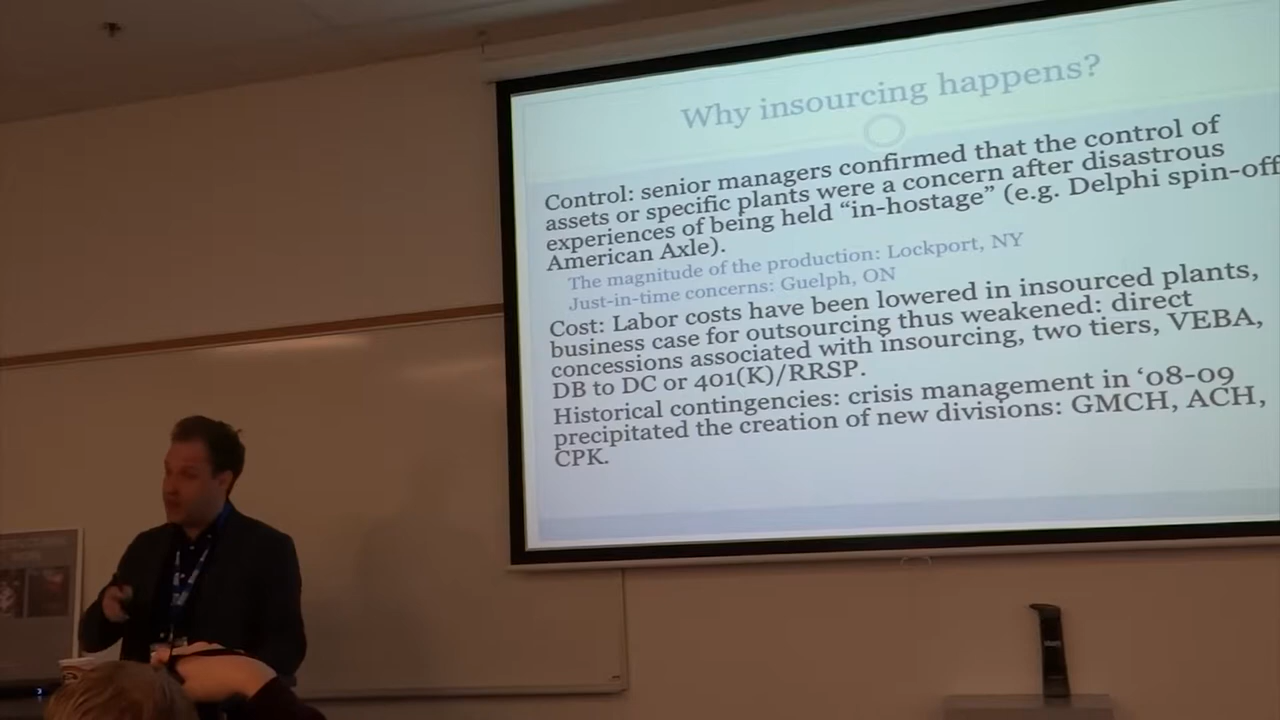 Why insourcing happens?
Control: senior managers confirmed that the control of
assets or specific plants were a concern after disastrous
experiences of being held “in-hostage” (e.g. Delphi spin-off
American Axle).
The magnitude of the production: Lockport, NY
Just-in-time concerns: Guelph, ON
Cost: Labor costs have been lowered in insourced plants,
business case for outsourcing thus weakened: direct
concessions associated with insourcing, two tiers, VEBA,
DB to DC or 401(K)/RRSP.
Historical contingencies: crisis management in ‘08-09
precipitated the creation of new divisions: GMCH, ACH,
CPK.